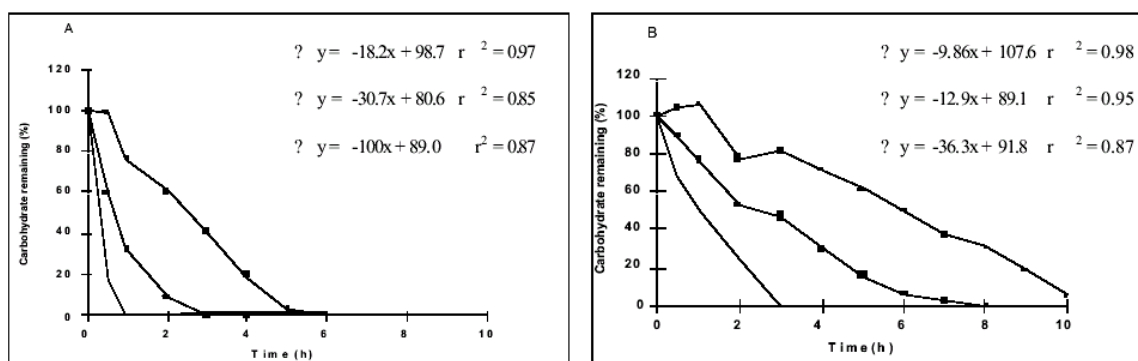 A
? y = -18.2x + 98.7 r 2 = 0.97
? y = -30.7x + 80.6 r 2 = 0.85
? y = -100x + 89.0 r2 = 0.87
Carbohydrate remaining (%)
120
100
80
60
40
20
0
0 2 4 6 8 10
Time (h)
B
? y = -9.86x + 107.6 r 2 = 0.98
? y = -12.9x + 89.1 r 2 = 0.95
? y = -36.3x + 91.8 r 2 = 0.87
Carbohydrate remaining (%)
120
100
80
60
40
20
0
0 2 4 6 8 10
Time (h)